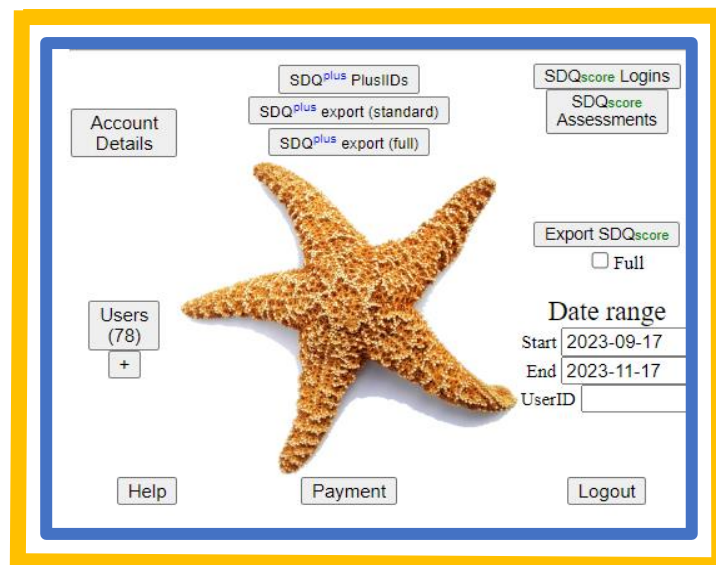 SDQplus PlusIIDs
SDQplus export (standard)
SDQplus export (full)
SDQscore Logins
SDQscore
Assessments
Account
Details
Export SDQscore
Full
Users
(78)
+
Date range
Start 2023-09-17
End 2023-11-17
UserID
Help
Payment
Logout